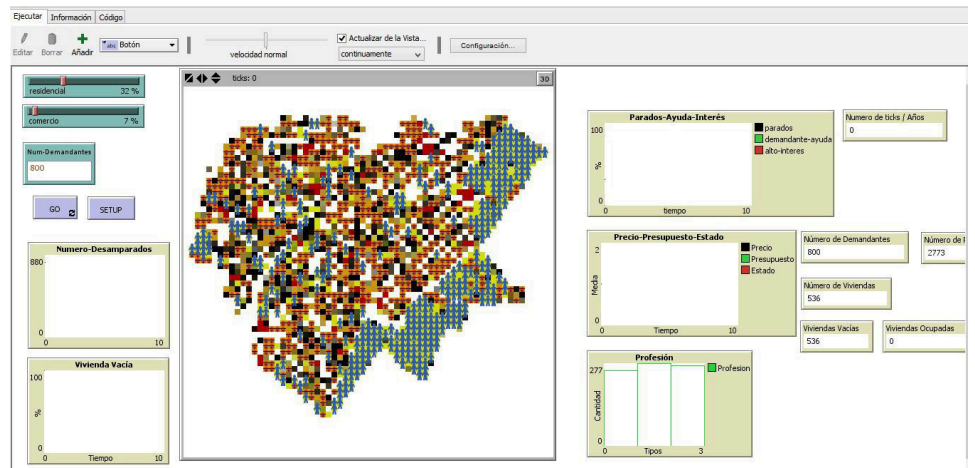 Ejecutar Información Código
Editar Borrar Añadir abc Botón
velocidad normal
Actualizar de la Vista...
continuamente
Configuración...
residencial 32 %
comercio 7 %
Num-Demandantes
800
GO SETUP
Numero-Desamparados
880
0
0 10
Vivienda Vacía
100
%
0
0 Tiempo 10
ticks: 0 3D
Parados-Ayuda-Interés
100
%
0
0 tiempo 10
parados
demandante-ayuda
alto-interes
Numero de ticks / Años
0
Precio-Presupuesto-Estado
2
Media
0
0 Tiempo 10
Precio
Presupuesto
Estado
Número de Demandantes
800
Número de
2773
Número de Viviendas
536
Viviendas Vacías
536
Viviendas Ocupadas
0
Profesión
277
Cantidad
0
0 Tipos 3
Profesion